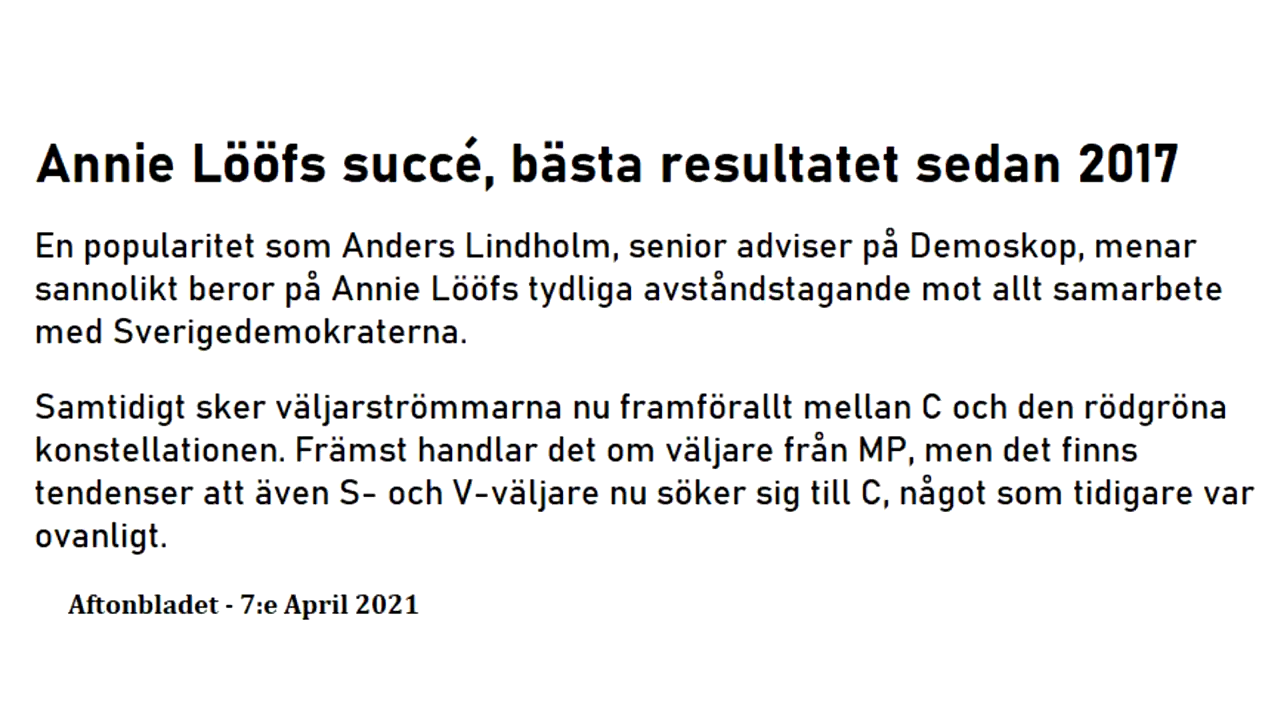 Annie Lööfs succé, bästa resultatet sedan 2017
En popularitet som Anders Lindholm, senior adviser på Demoskop, menar
sannolikt beror på Annie Lööfs tydliga avståndstagande mot allt samarbete
med Sverigedemokraterna.
Samtidigt sker väljarströmmarna nu framförallt mellan C och den rödgröna
konstellationen. Främst handlar det om väljare från MP, men det finns
tendenser att även S- och V-väljare nu söker sig till C, något som tidigare var
ovanligt.
Aftonbladet - 7:e April 2021